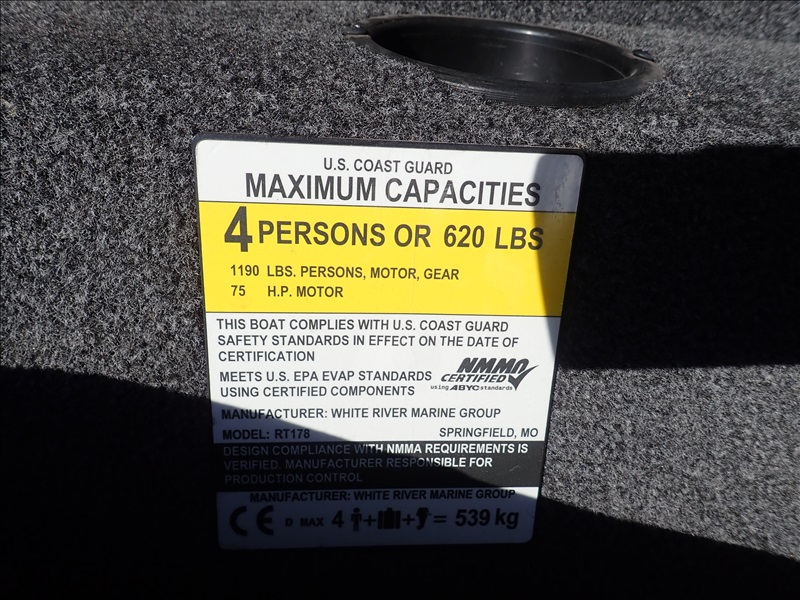 U.S. COAST GUARD
MAXIMUM CAPACITIES
4 PERSONS OR 620 LBS
1190 LBS. PERSONS, MOTOR, GEAR
75 H.P. MOTOR
THIS BOAT COMPLIES WITH U.S. COAST GUARD
SAFETY STANDARDS IN EFFECT ON THE DATE OF
CERTIFICATION
MEETS U.S. EPA EVAP STANDARDS
USING CERTIFIED COMPONENTS
NMMA
CERTIFIED
using ABYC standards
MANUFACTURER: WHITE RIVER MARINE GROUP
MODEL: RT178 SPRINGFIELD, MO
DESIGN COMPLIANCE WITH NMMA REQUIREMENTS IS
VERIFIED. MANUFACTURER RESPONSIBLE FOR
PRODUCTION CONTROL
MANUFACTURER: WHITE RIVER MARINE GROUP
CE D MAX 4 + + = 539 kg